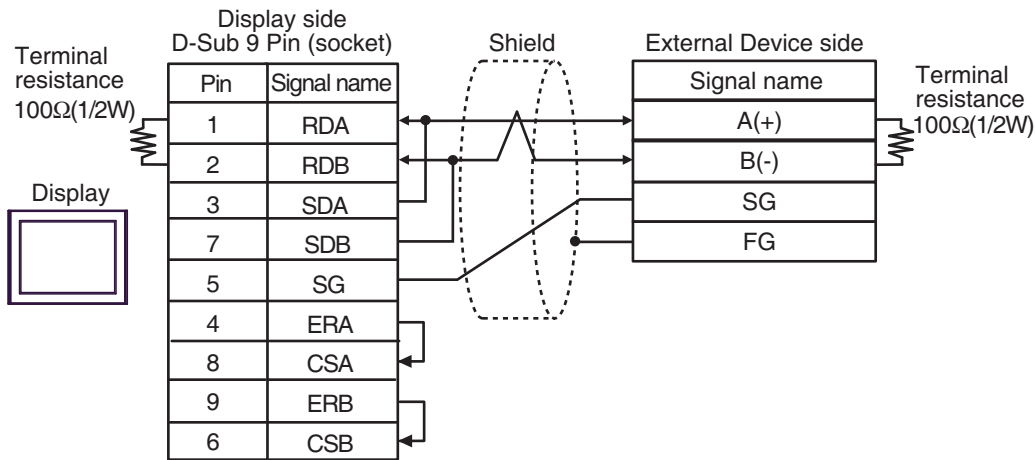 Display side
D-Sub 9 Pin (socket)
Shield
External Device side
Terminal
resistance
100Ω(1/2W)
Pin Signal name
1 RDA
2 RDB
3 SDA
7 SDB
5 SG
4 ERA
8 CSA
9 ERB
6 CSB
Display
Signal name
A(+)
B(-)
SG
FG
Terminal
resistance
100Ω(1/2W)